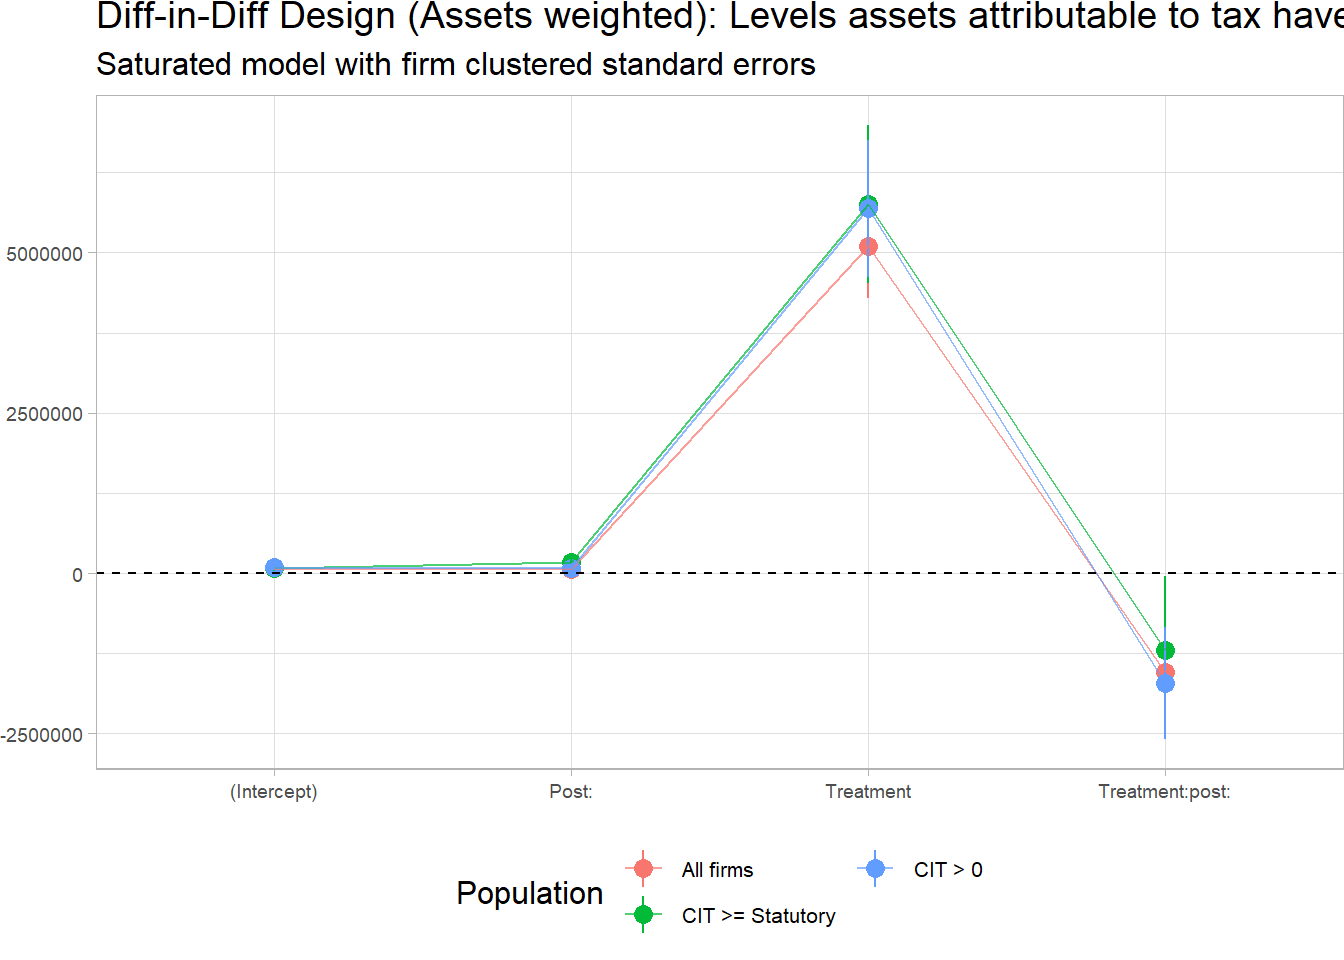 Diff-in-Diff Design (Assets weighted): Levels assets attributable to tax have
Saturated model with firm clustered standard errors
5000000
2500000
0
-2500000
(Intercept)
Post:
Treatment
Treatment:post:
Population
All firms
CIT > 0
CIT >= Statutory